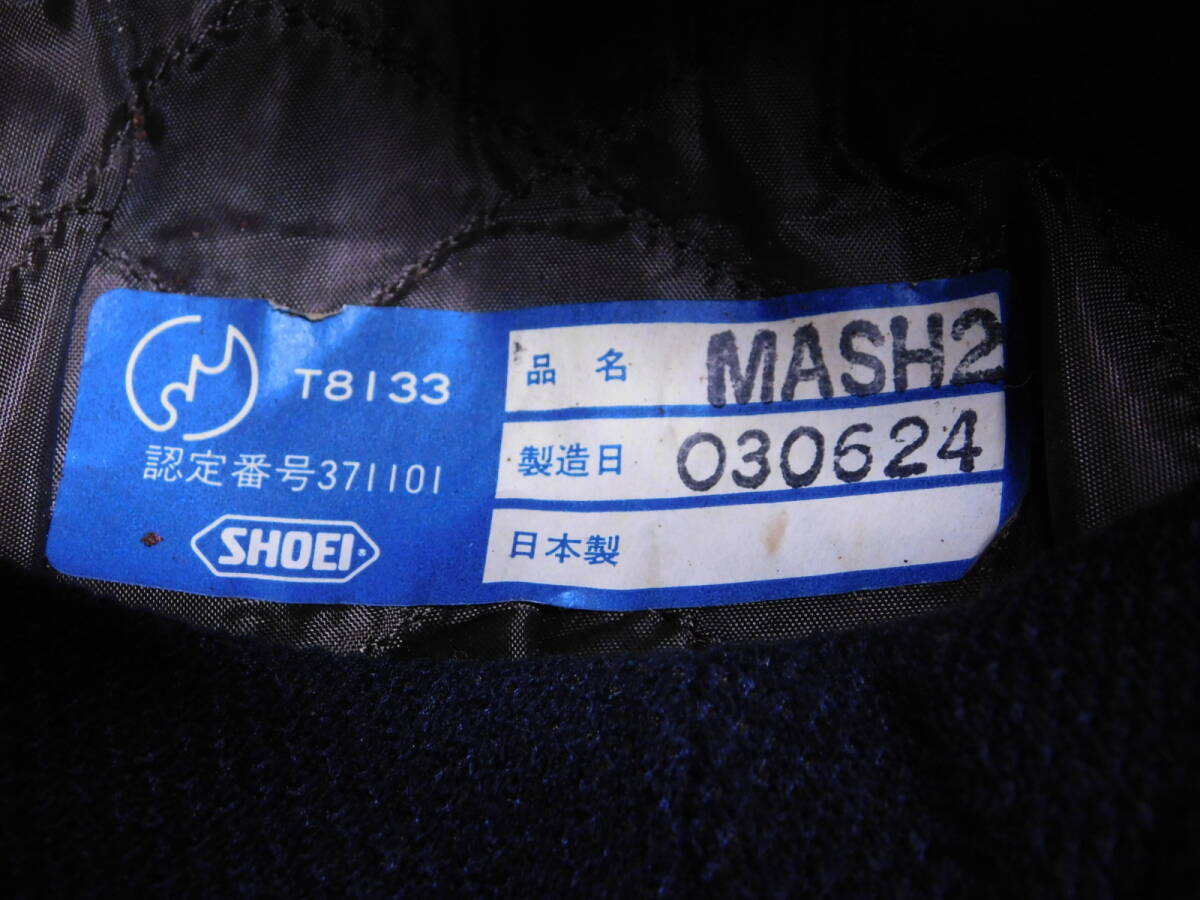 T8133
認定番号371101
SHOEI
品名 MASH2
製造日 030624
日本製